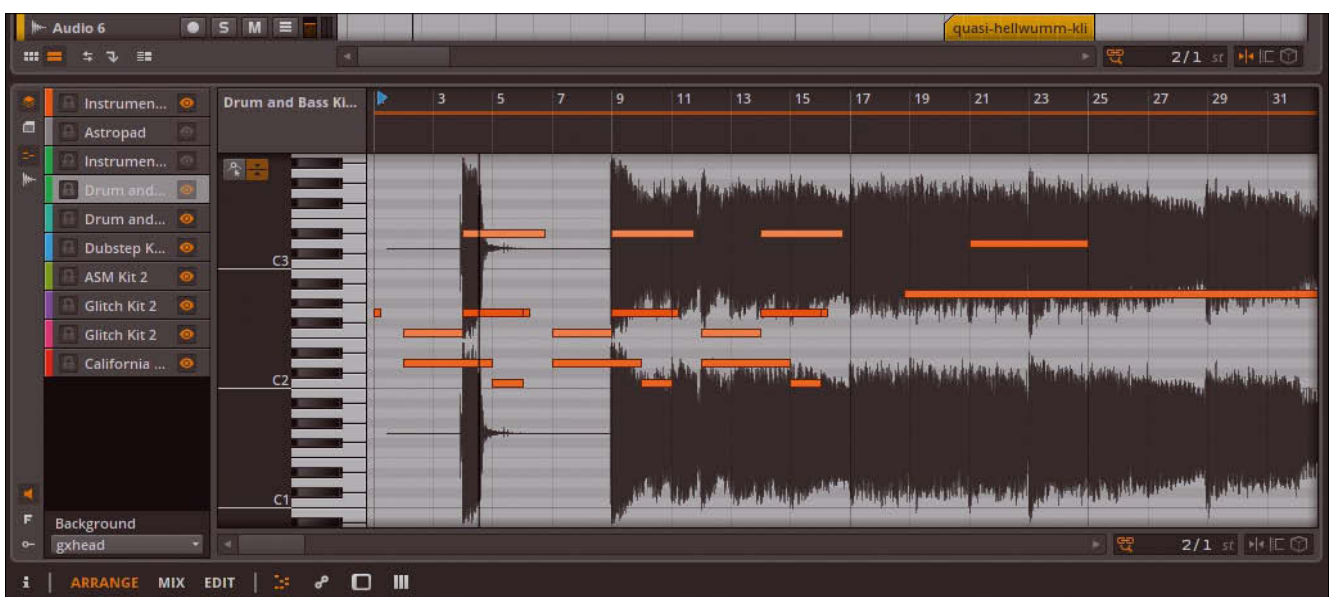 Audio 6 S M quasi-hellwumm-kli
2/1 st
Instrumen... Drum and Bass Ki... 3 5 7 9 11 13 15 17 19 21 23 25 27 29 31
Astropad
Instrumen...
Drum and...
Drum and...
Dubstep K...
C3
ASM Kit 2
Glitch Kit 2
Glitch Kit 2
California ...
C2
C1
F Background
gxhead 2/1 st
i ARRANGE MIX EDIT